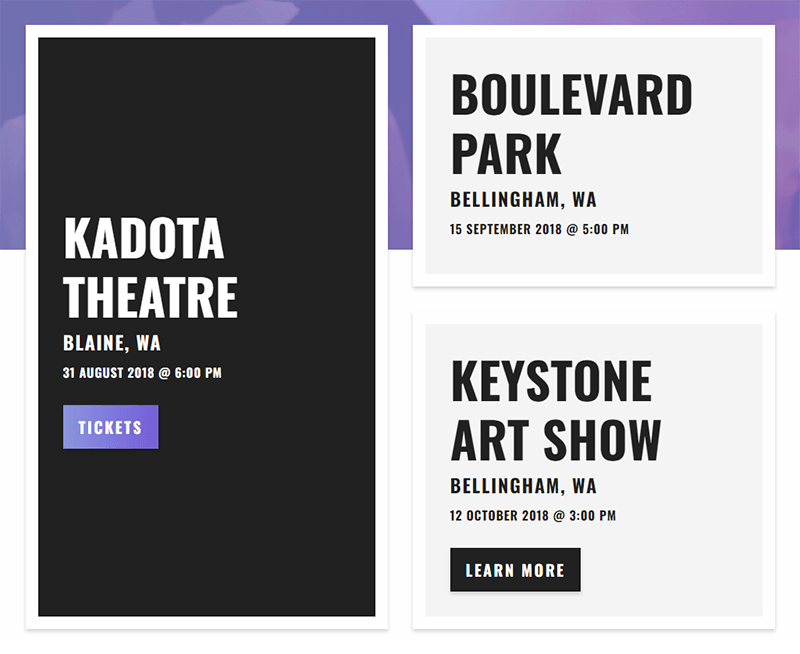 KADOTA
THEATRE
BLAINE, WA
31 AUGUST 2018 @ 6:00 PM
TICKETS
BOULEVARD
PARK
BELLINGHAM, WA
15 SEPTEMBER 2018 @ 5:00 PM
KEYSTONE
ART SHOW
BELLINGHAM, WA
12 OCTOBER 2018 @ 3:00 PM
LEARN MORE